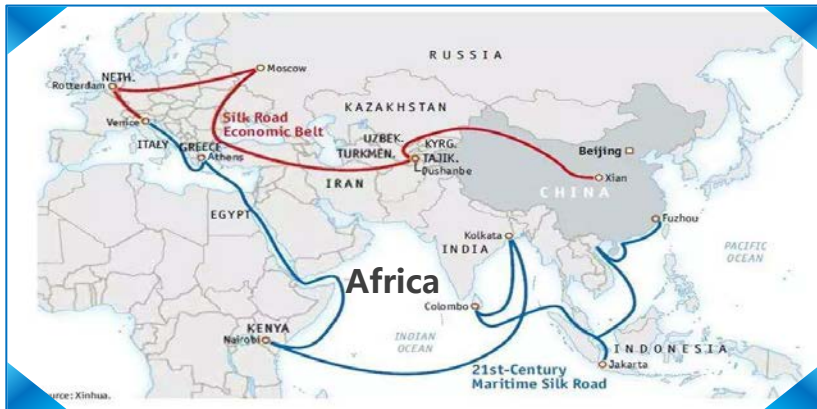 RUSSIA
NETH.
Rotterdam
Moscow
KAZAKHSTAN
Venice
Silk Road
Economic Belt
UZBEK.
KYRG.
Beijing
ITALY
GREECE
Athens
TURKMEN.
TAJIK.
Dushanbe
Xian
IRAN
CHINA
EGYPT
Fuzhou
Kolkata
INDIA
PACIFIC
OCEAN
Africa
Colombo
KENYA
Nairobi
INDIAN
OCEAN
INDONESIA
Jakarta
21st-Century
Maritime Silk Road
ource: Xinhua.